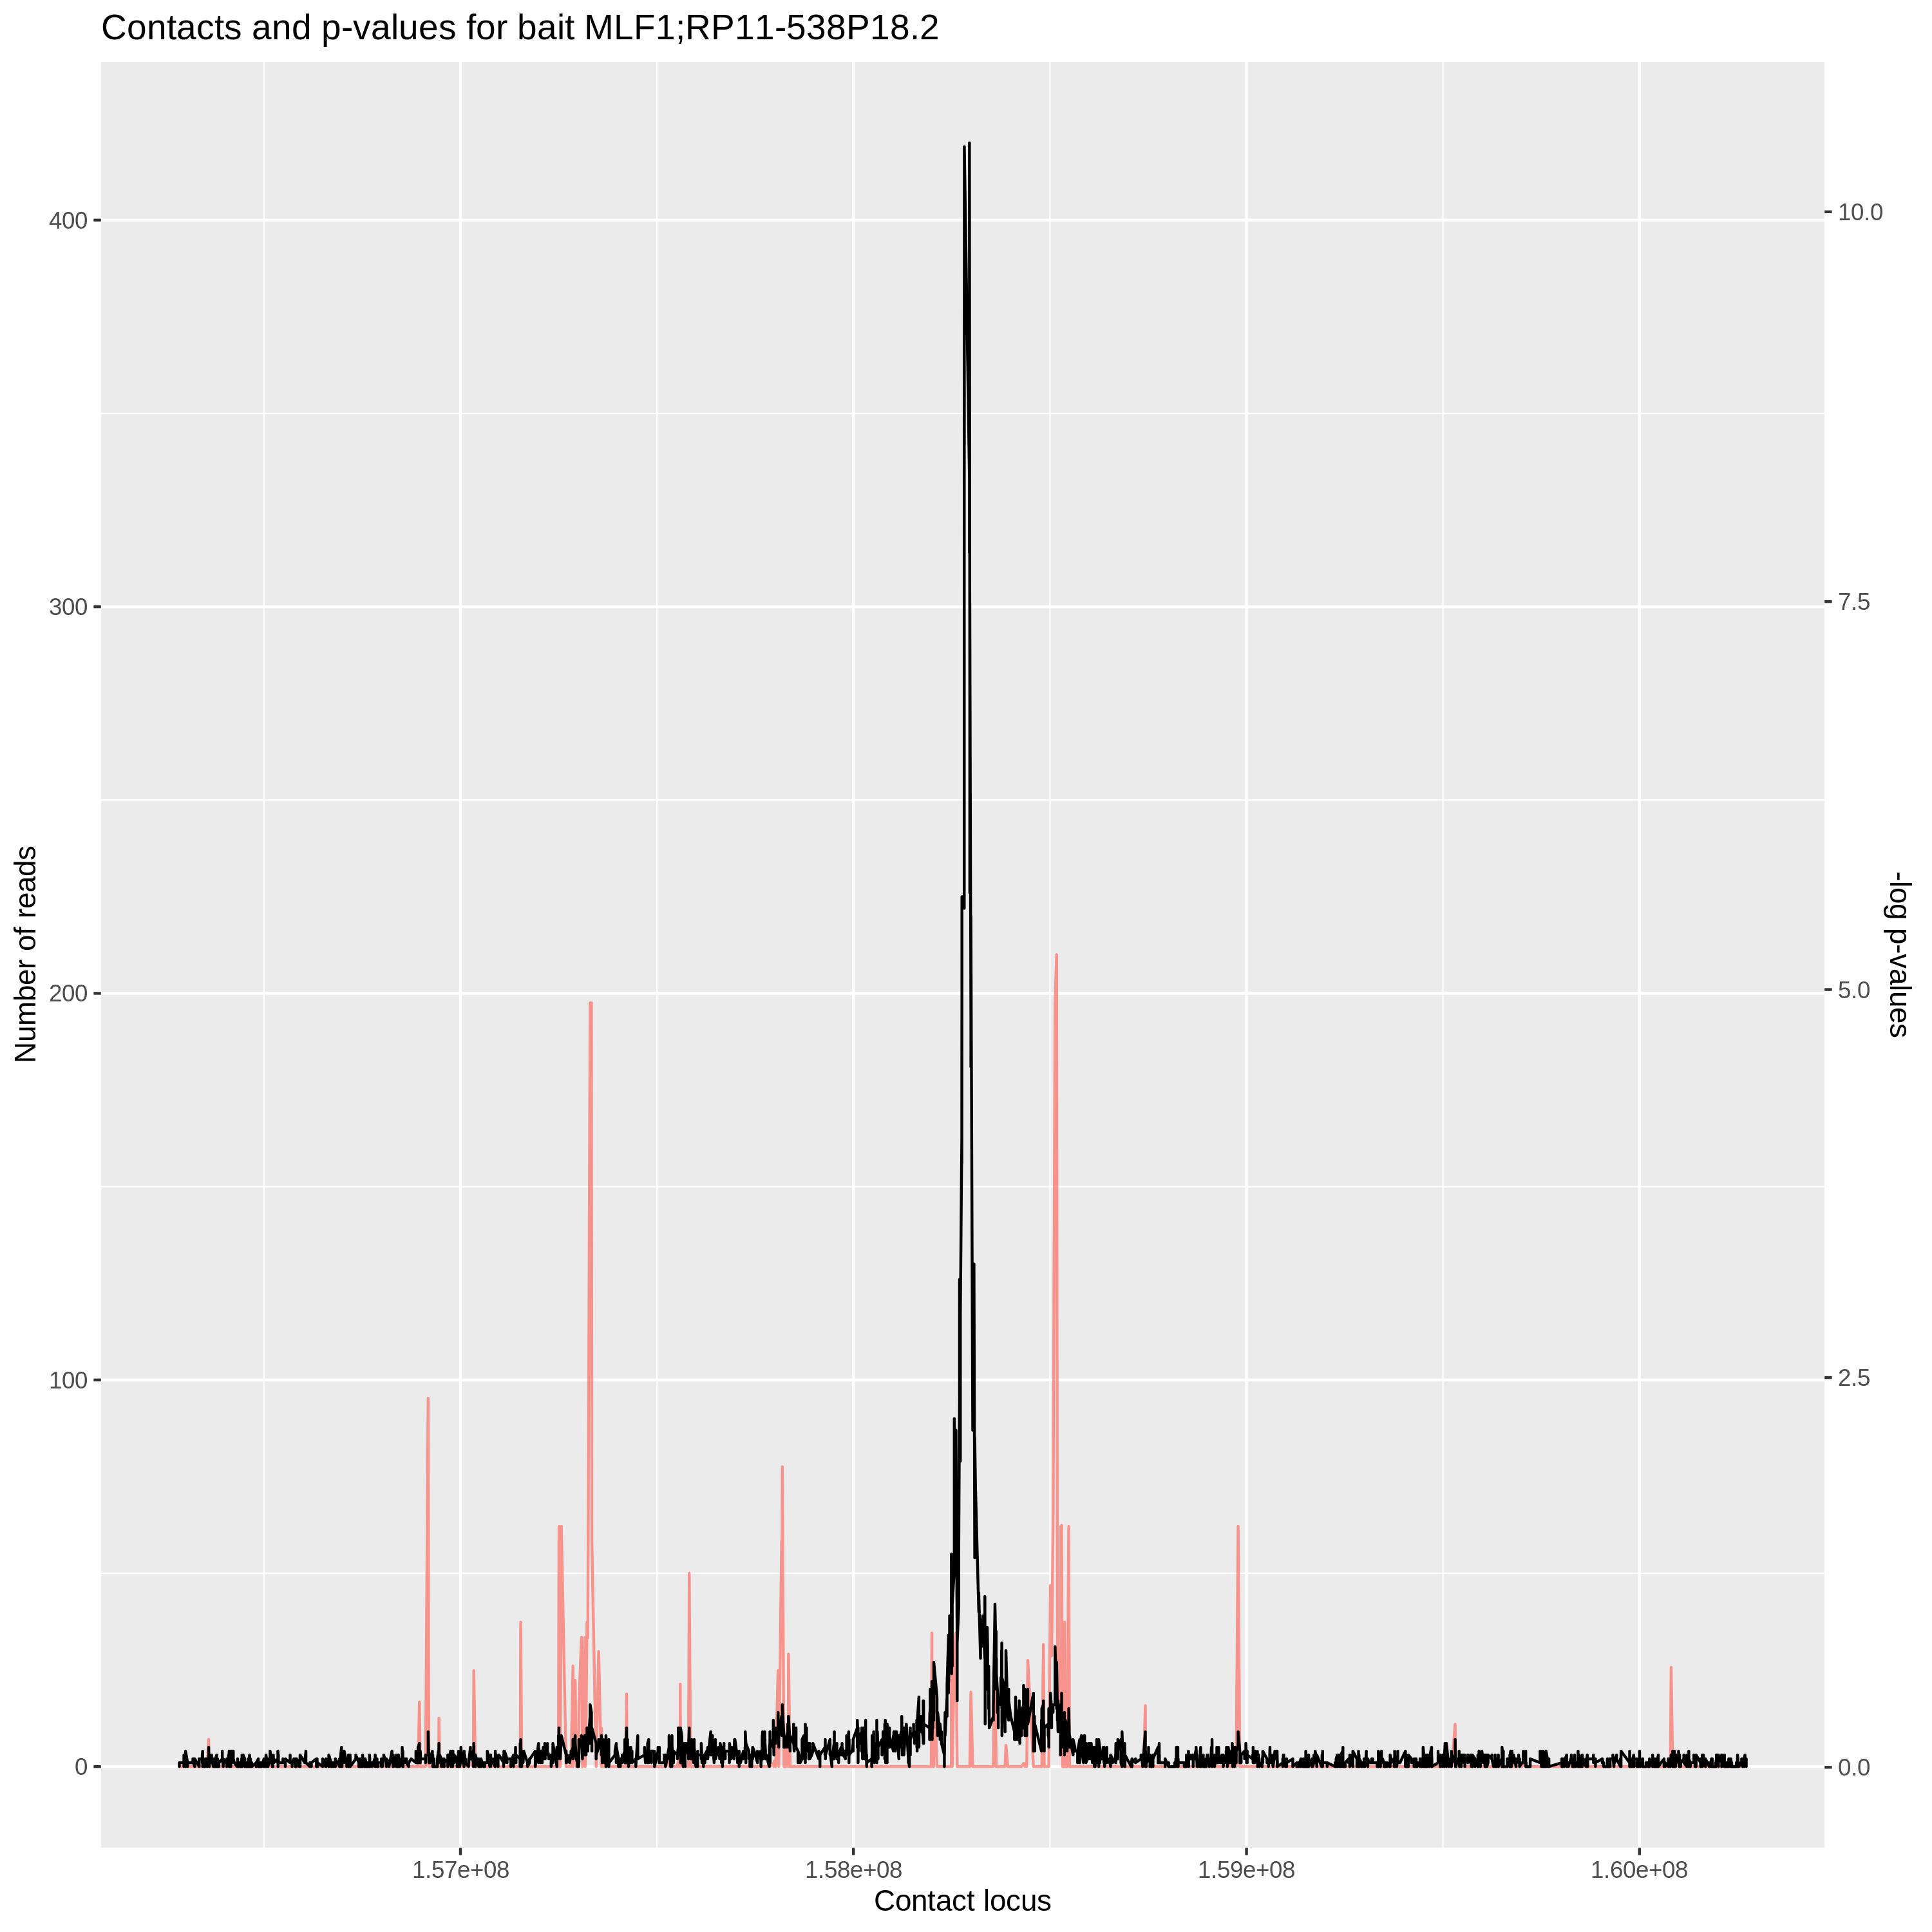 Contacts and p-values for bait MLF1;RP11-538P18.2
400
300
200
100
0
Number of reads
10.0
7.5
5.0
2.5
0.0
-log p-values
1.57e+08
1.58e+08
1.59e+08
1.60e+08
Contact locus